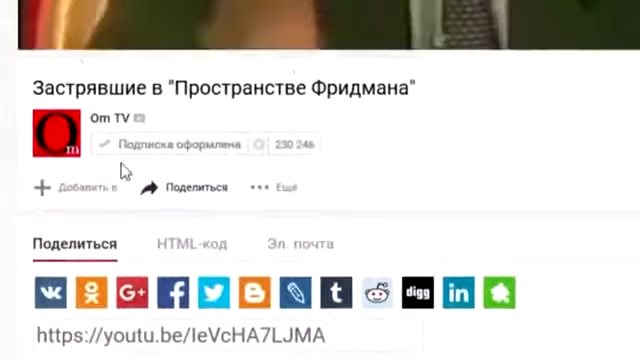 Застрявшие в "Пространстве Фридмана"
Om
Om TV
Подписка оформлена 230 246
Добавить в Поделиться Ещё
Поделиться HTML-код Эл. почта
digg in
https://youtu.be/IeVcHA7LJMA